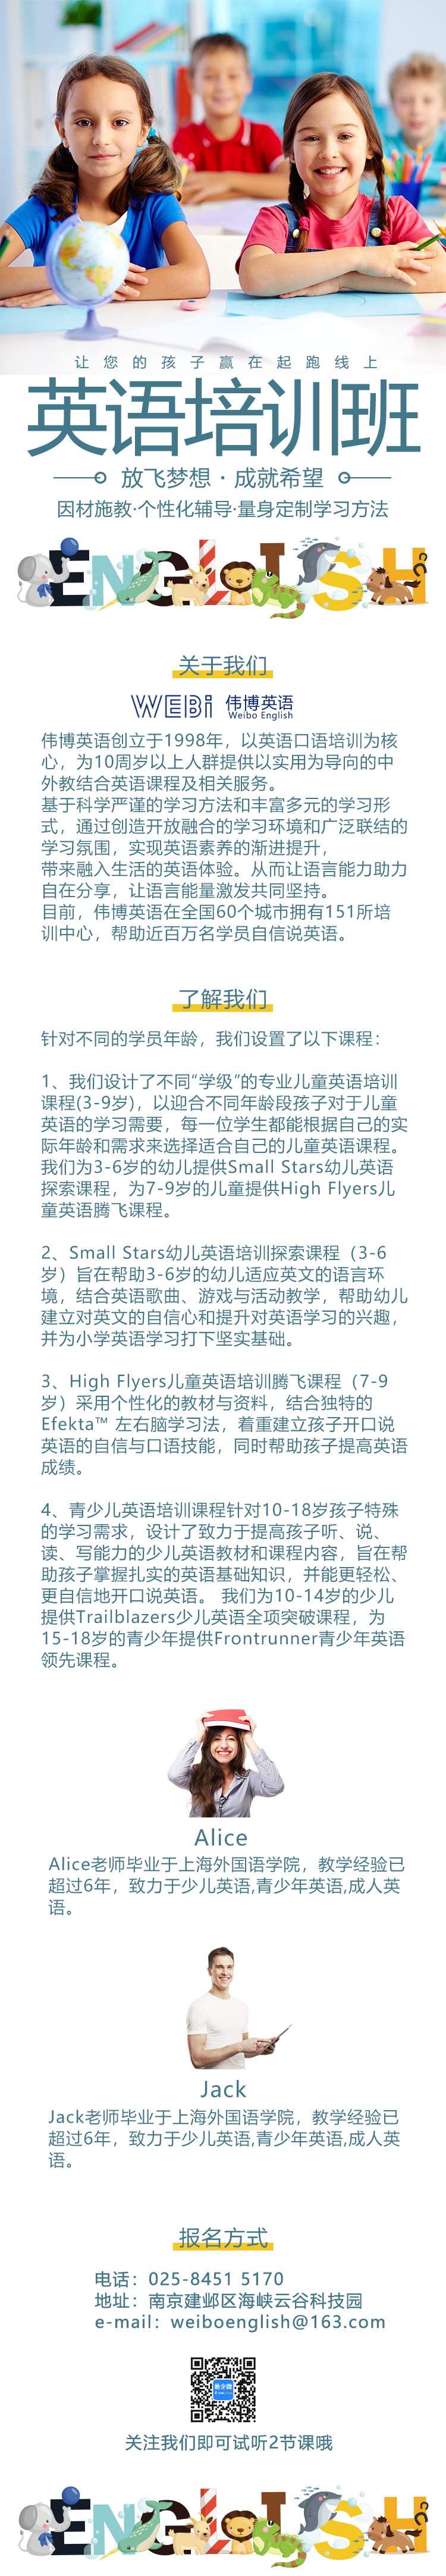 让您的孩子赢在起跑线上
英语培训班
放飞梦想·成就希望
因材施教·个性化辅导·量身定制学习方法
ENGLISH
关于我们
WEBi 伟博英语
Weibo English
伟博英语创立于1998年，以英语口语培训为核
心，为10周岁以上人群提供以实用为导向的中
外教结合英语课程及相关服务。
基于科学严谨的学习方法和丰富多元的学习形
式，通过创造开放融合的学习环境和广泛联结的
学习氛围，实现英语素养的渐进提升，
带来融入生活的英语体验。从而让语言能力助力
自在分享，让语言能量激发共同坚持。
目前，伟博英语在全国60个城市拥有151所培
训中心，帮助近百万名学员自信说英语。
了解我们
针对不同的学员年龄，我们设置了以下课程：
1、我们设计了不同“学级”的专业儿童英语培训
课程(3-9岁)，以迎合不同年龄段孩子对于儿童
英语的学习需要，每一位学生都能根据自己的实
际年龄和需求来选择适合自己的儿童英语课程。
我们为3-6岁的幼儿提供Small Stars幼儿英语
探索课程，为7-9岁的儿童提供High Flyers儿
童英语腾飞课程。
2、Small Stars幼儿英语培训探索课程（3-6
岁）旨在帮助3-6岁的幼儿适应英文的语言环
境，结合英语歌曲、游戏与活动教学，帮助幼儿
建立对英文的自信心和提升对英语学习的兴趣，
并为小学英语学习打下坚实基础。
3、High Flyers儿童英语培训腾飞课程（7-9
岁）采用个性化的教材与资料，结合独特的
Efekta™ 左右脑学习法，着重建立孩子开口说
英语的自信与口语技能，同时帮助孩子提高英语
成绩。
4、青少儿英语培训课程针对10-18岁孩子特殊
的学习需求，设计了致力于提高孩子听、说、
读、写能力的少儿英语教材和课程内容，旨在帮
助孩子掌握扎实的英语基础知识，并能更轻松、
更自信地开口说英语。 我们为10-14岁的少儿
提供Trailblazers少儿英语全项突破课程，为
15-18岁的青少年提供Frontrunner青少年英语
领先课程。
Alice
Alice老师毕业于上海外国语学院，教学经验已
超过6年，致力于少儿英语,青少年英语,成人英
语。
Jack
Jack老师毕业于上海外国语学院，教学经验已
超过6年，致力于少儿英语,青少年英语,成人英
语。
报名方式
电话：025-8451 5170
地址：南京建邺区海峡云谷科技园
e-mail：weiboenglish@163.com
关注我们即可试听2节课哦
ENGLISH